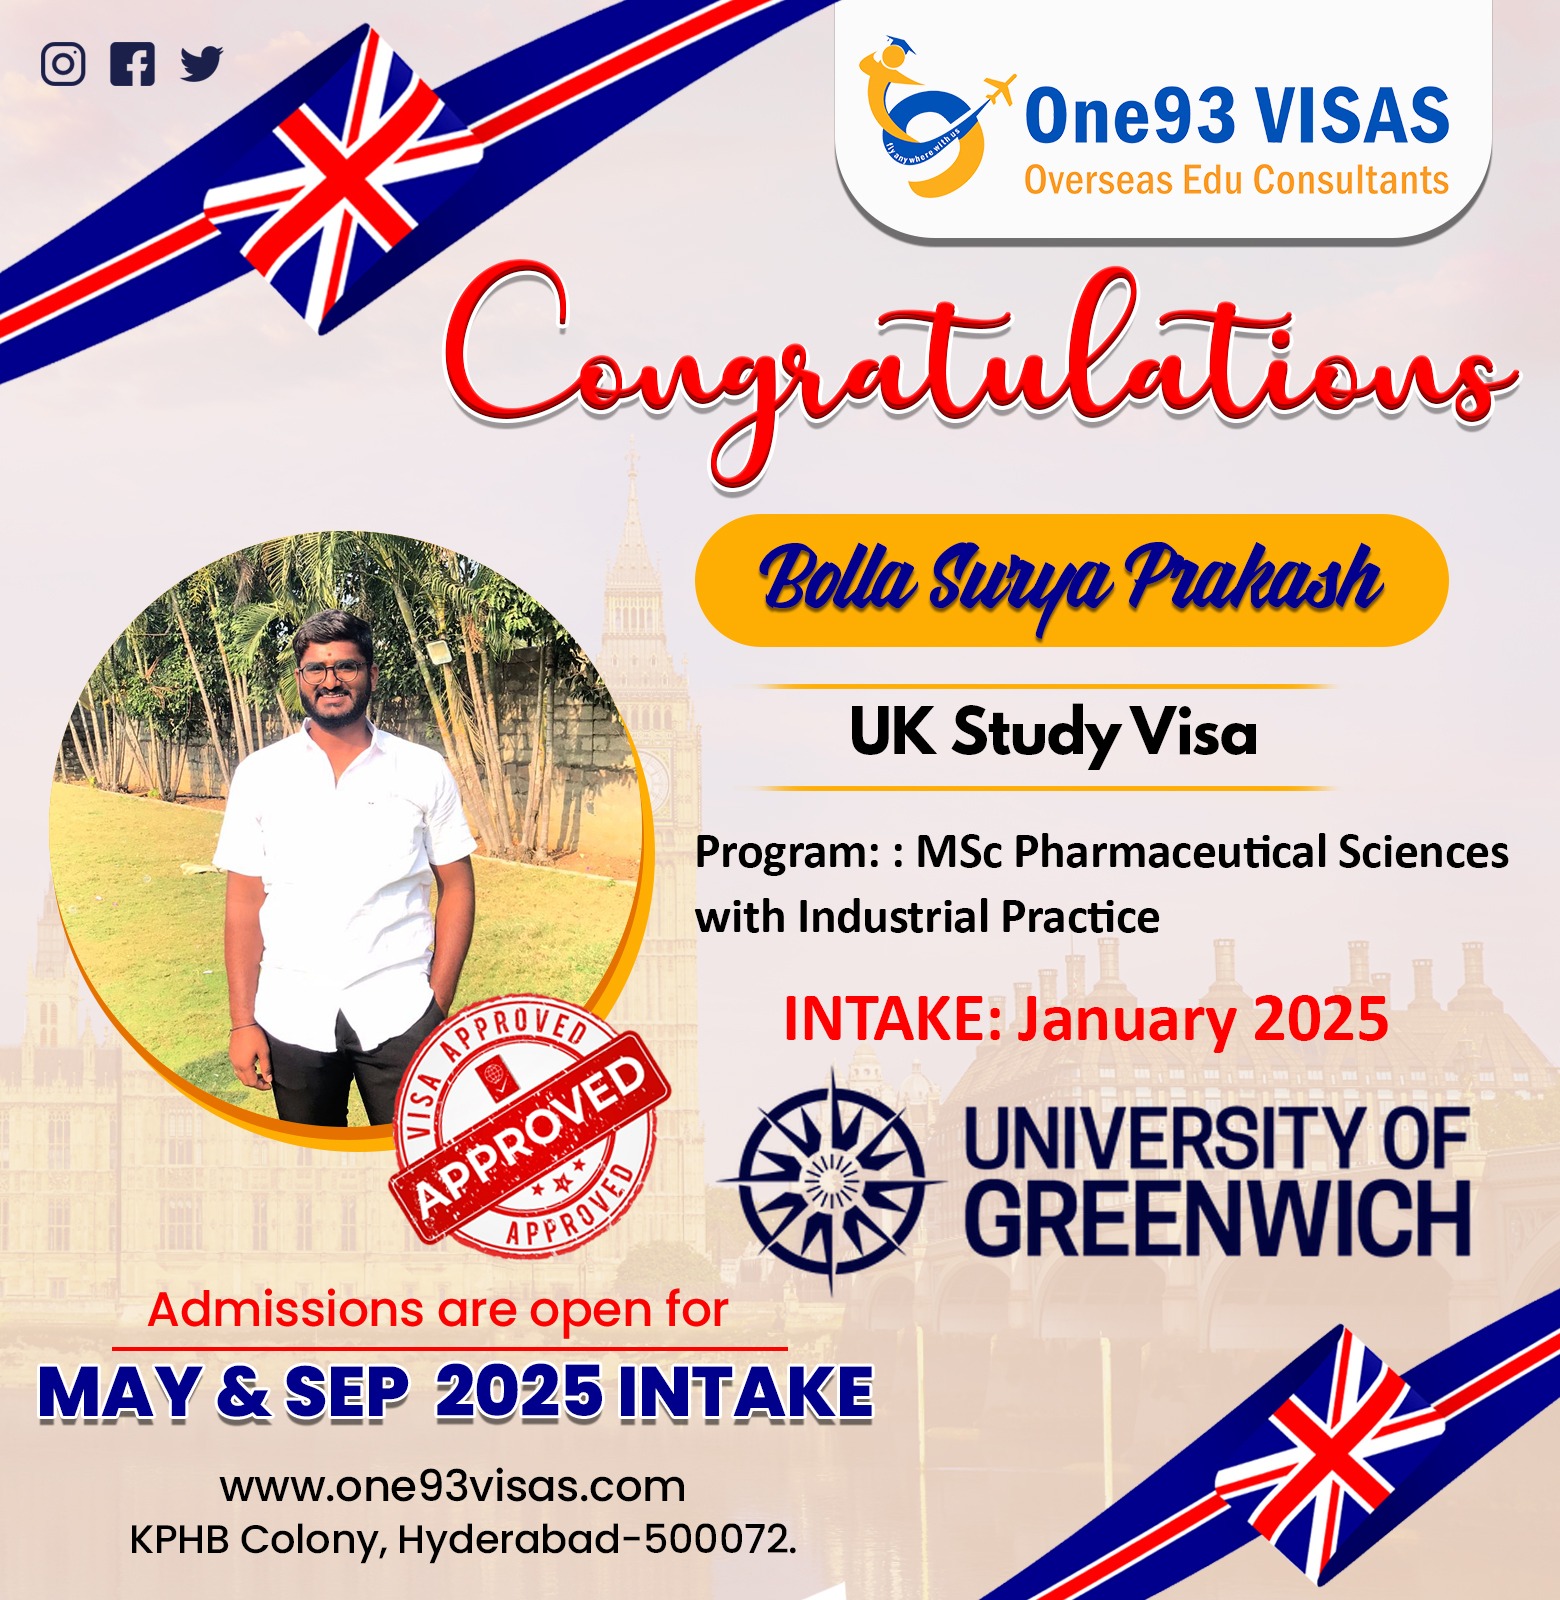 One93 VISAS
Overseas Edu Consultants
fly anywhere with us
Congratulations
Bolla Surya Prakash
UK Study Visa
Program: : MSc Pharmaceutical Sciences
with Industrial Practice
INTAKE: January 2025
VISA APPROVED
APPROVED
APPROVED
UNIVERSITY OF
GREENWICH
Admissions are open for
MAY & SEP 2025 INTAKE
www.one93visas.com
KPHB Colony, Hyderabad-500072.